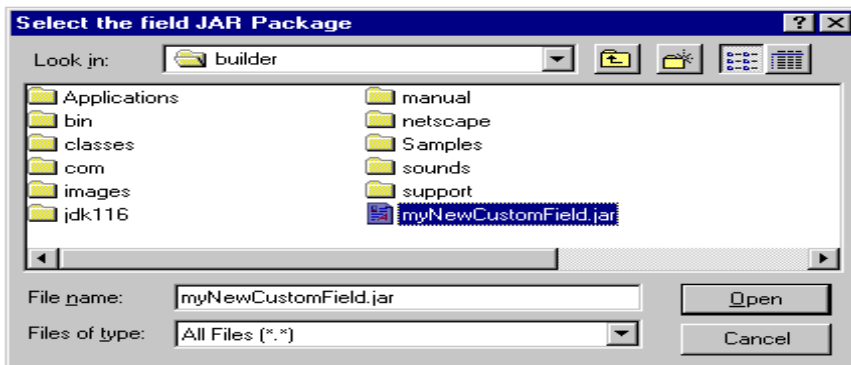 Select the field JAR Package
Look in: builder
Applications manual
bin netscape
classes Samples
com sounds
images support
jdk116 myNewCustomField.jar
File name: myNewCustomField.jar Open
Files of type: All Files (*.*) Cancel